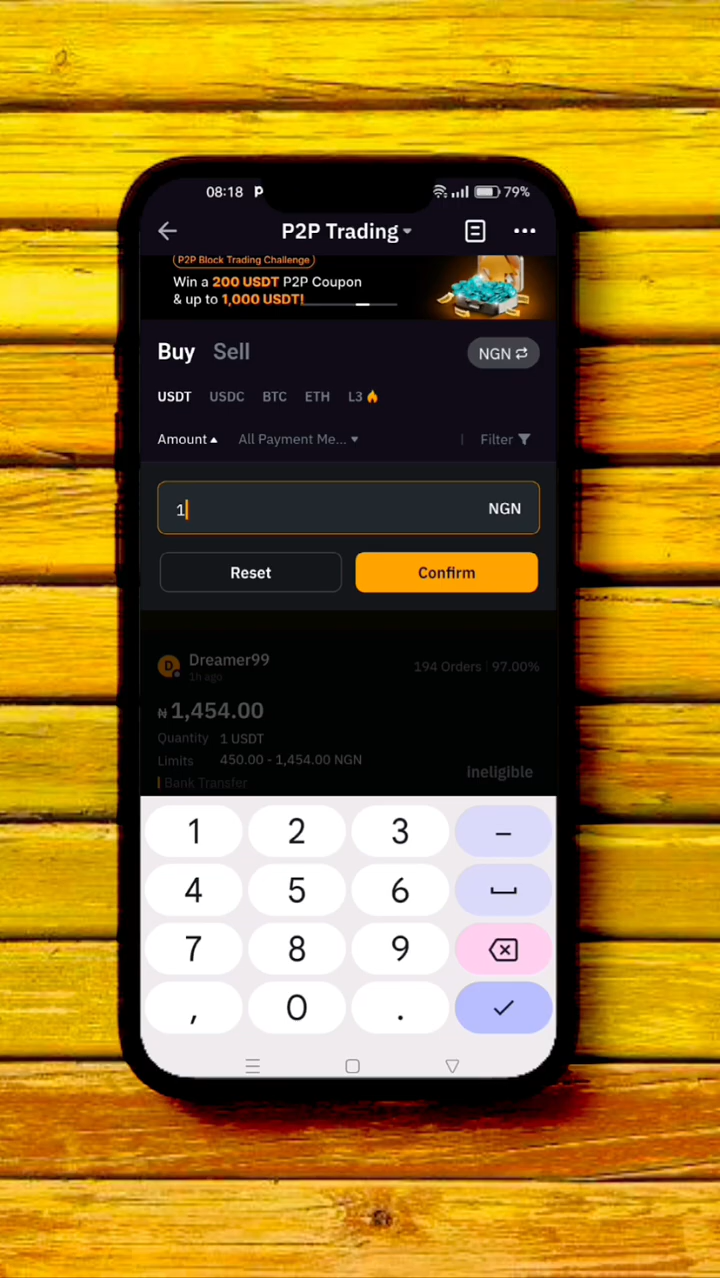 08:18 P 79%
P2P Trading
P2P Block Trading Challenge
Win a 200 USDT P2P Coupon
& up to 1,000 USDT!
Buy Sell NGN
USDT USDC BTC ETH L3
Amount All Payment Me... Filter
1 NGN
Reset Confirm
D Dreamer99 194 Orders | 97.00%
1h ago
₦ 1,454.00
Quantity 1 USDT
Limits 450.00 - 1,454.00 NGN
Ineligible
Bank Transfer
1 2 3 –
4 5 6
7 8 9
, 0 .